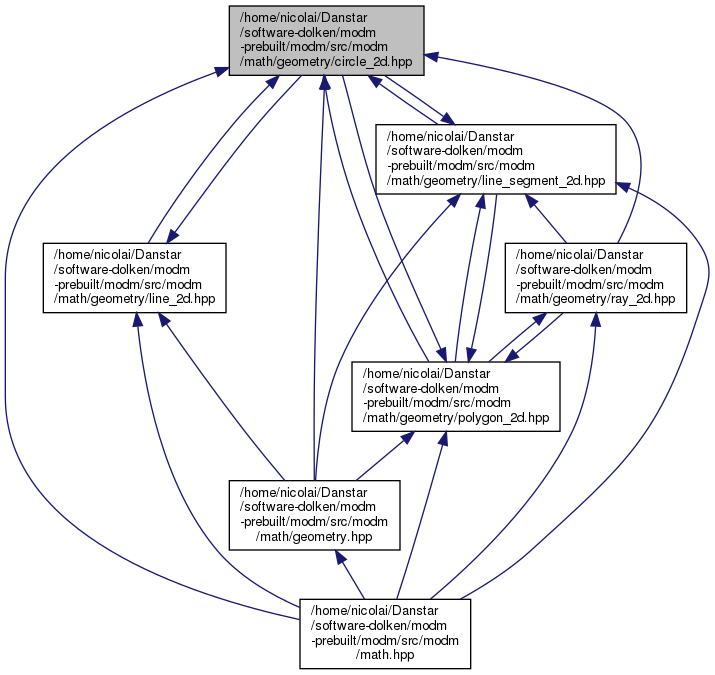 /home/nicolai/Danstar
/software-dolken/modm
-prebuilt/modm/src/modm
/math/geometry/circle_2d.hpp
/home/nicolai/Danstar
/software-dolken/modm
-prebuilt/modm/src/modm
/math/geometry/line_segment_2d.hpp
/home/nicolai/Danstar
/software-dolken/modm
-prebuilt/modm/src/modm
/math/geometry/line_2d.hpp
/home/nicolai/Danstar
/software-dolken/modm
-prebuilt/modm/src/modm
/math/geometry/ray_2d.hpp
/home/nicolai/Danstar
/software-dolken/modm
-prebuilt/modm/src/modm
/math/geometry/polygon_2d.hpp
/home/nicolai/Danstar
/software-dolken/modm
-prebuilt/modm/src/modm
/math/geometry.hpp
/home/nicolai/Danstar
/software-dolken/modm
-prebuilt/modm/src/modm
/math.hpp